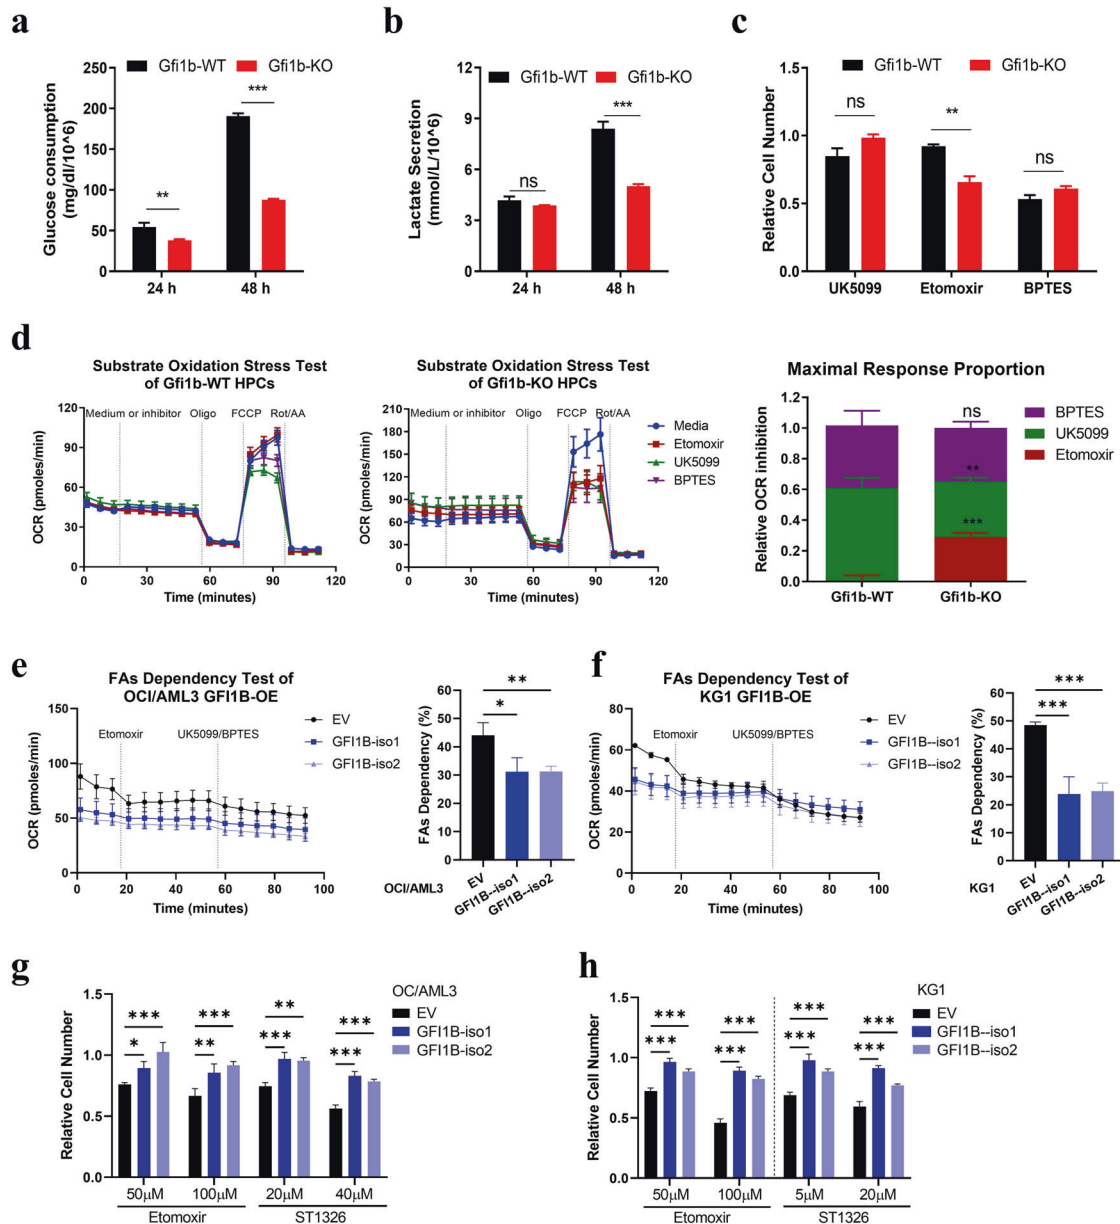 a
Gfi1b-WT Gfi1b-KO
Glucose consumption
(mg/dl/10^6)
250
200
150
100
50
0
**
***
24 h 48 h
b
Gfi1b-WT Gfi1b-KO
Lactate Secretion
(mmol/L/10^6)
12
9
6
3
0
ns
***
24 h 48 h
c
Gfi1b-WT Gfi1b-KO
Relative Cell Number
1.5
1.0
0.5
0.0
ns
**
ns
UK5099 Etomoxir BPTES
d
Substrate Oxidation Stress Test
of Gfi1b-WT HPCs
Medium or inhibitor Oligo FCCP Rot/AA
OCR (pmoles/min)
120
90
60
30
0
0 30 60 90 120
Time (minutes)
Substrate Oxidation Stress Test
of Gfi1b-KO HPCs
Medium or inhibitor Oligo FCCP Rot/AA
OCR (pmoles/min)
210
180
150
120
90
60
30
0
0 30 60 90 120
Time (minutes)
Media
Etomoxir
UK5099
BPTES
Maximal Response Proportion
Relative OCR inhibition
1.2
1.0
0.8
0.6
0.4
0.2
0.0
ns
**
***
Gfi1b-WT Gfi1b-KO
BPTES
UK5099
Etomoxir
e
FAs Dependency Test of
OCI/AML3 GFI1B-OE
Etomoxir UK5099/BPTES
EV
GFI1B-iso1
GFI1B-iso2
OCR (pmoles/min)
150
100
50
0
0 20 40 60 80 100
Time (minutes)
FAs Dependency (%)
60
50
40
30
20
10
0
**
*
OCI/AML3
EV
GFI1B--iso1
GFI1B--iso2
f
FAs Dependency Test of
KG1 GFI1B-OE
Etomoxir UK5099/BPTES
EV
GFI1B--iso1
GFI1B--iso2
OCR (pmoles/min)
80
60
40
20
0
0 20 40 60 80 100
Time (minutes)
FAs Dependency (%)
60
50
40
30
20
10
0
***
***
KG1
EV
GFI1B--iso1
GFI1B--iso2
g
OC/AML3
EV
GFI1B-iso1
GFI1B-iso2
Relative Cell Number
1.5
1.0
0.5
0.0
*** *** ** ***
* ** *** ***
50μM 100μM 20μM 40μM
Etomoxir ST1326
h
KG1
EV
GFI1B--iso1
GFI1B--iso2
Relative Cell Number
1.5
1.0
0.5
0.0
*** *** *** ***
*** *** *** ***
50μM 100μM 5μM 20μM
Etomoxir ST1326